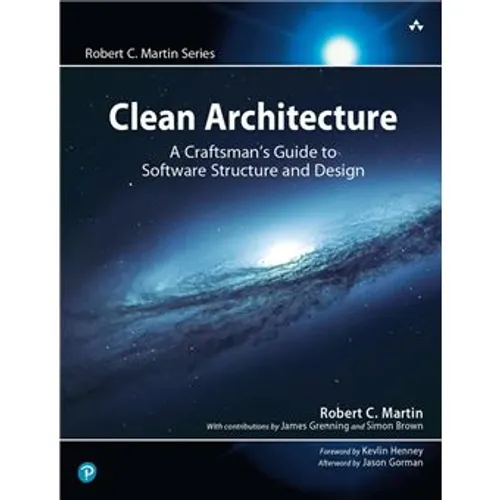 Robert C. Martin Series
Clean Architecture
A Craftsman's Guide to
Software Structure and Design
Robert C. Martin
With contributions by James Grenning and Simon Brown
Foreword by Kevlin Henney
Afterword by Jason Gorman
P